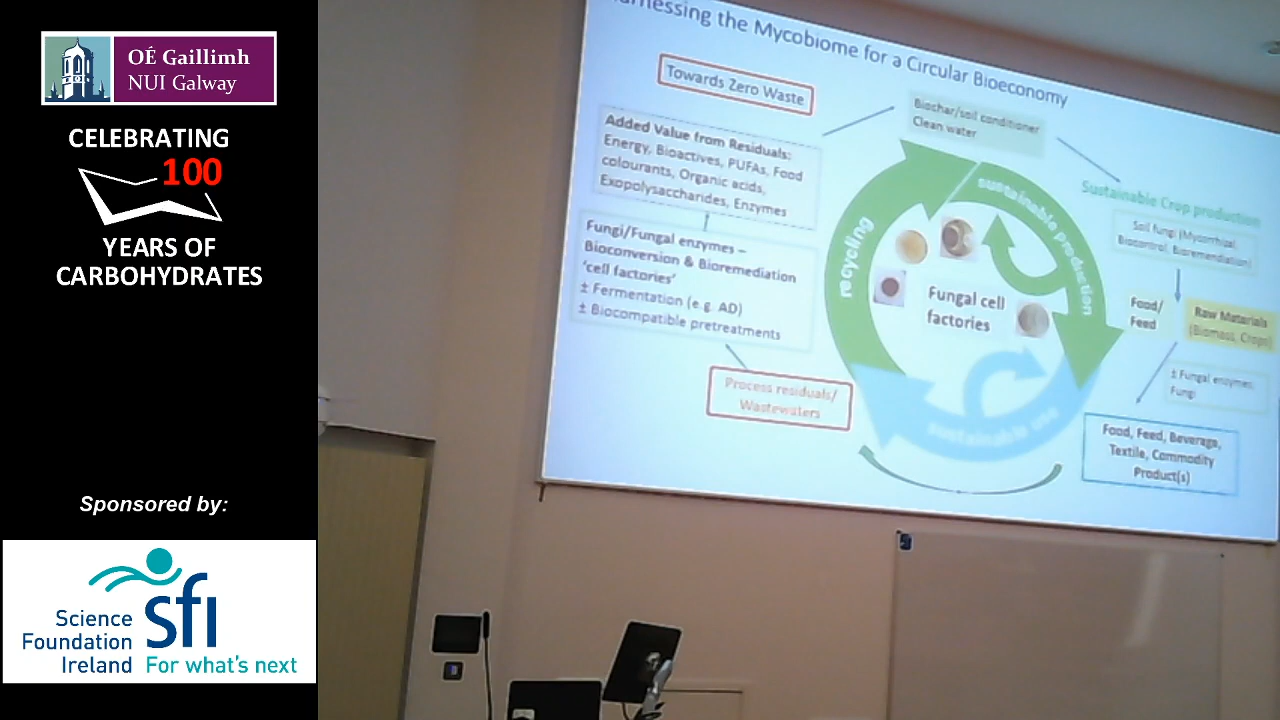 OÉ Gaillimh
NUI Galway
CELEBRATING
100
YEARS OF
CARBOHYDRATES
Sponsored by:
Science
Foundation
Ireland
sfi
For what's next
the Mycobiome for a Circular Bioeconomy
Towards Zero Waste
Biochar/soil conditioner
Clean water
Added Value from Residuals:
Energy, Bioactives, PUFAs, Food
colourants, Organic acids,
Exopolysaccharides, Enzymes
Fungi/Fungal enzymes –
Bioconversion & Bioremediation
'cell factories'
± Fermentation (e.g. AD)
± Biocompatible pretreatments
Process residuals/
Wastewaters
recycling
sustainable production
sustainable use
Fungal cell
factories
Sustainable Crop production
Soil fungi (Mycorrhizal,
Biocontrol, Bioremediation)
Food/
Feed
Raw Materials
(Biomass, Crops)
± Fungal enzymes,
Fungi
Food, Feed, Beverage,
Textile, Commodity
Product(s)